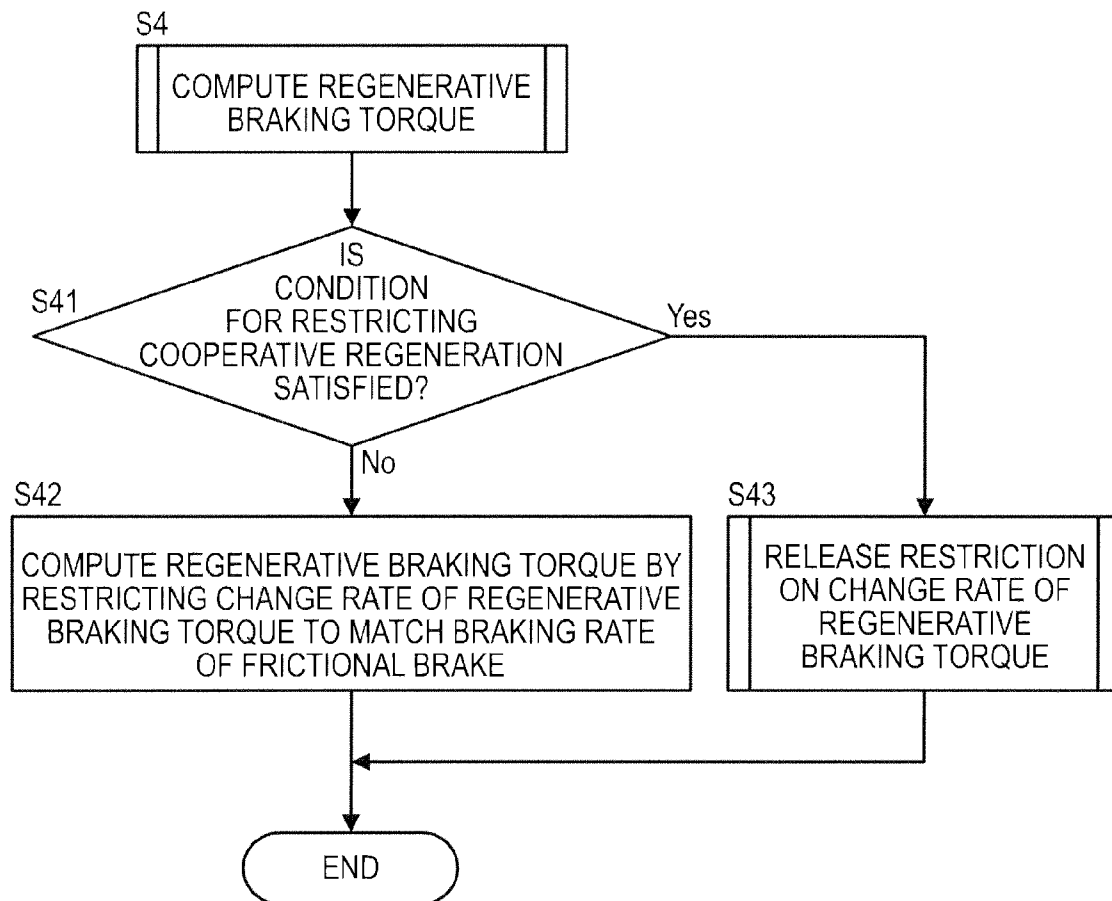 S4
COMPUTE REGENERATIVE
BRAKING TORQUE
S41
IS
CONDITION
FOR RESTRICTING
COOPERATIVE REGENERATION
SATISFIED?
Yes
No
S42
COMPUTE REGENERATIVE BRAKING TORQUE BY
RESTRICTING CHANGE RATE OF REGENERATIVE
BRAKING TORQUE TO MATCH BRAKING RATE
OF FRICTIONAL BRAKE
S43
RELEASE RESTRICTION
ON CHANGE RATE OF
REGENERATIVE
BRAKING TORQUE
END